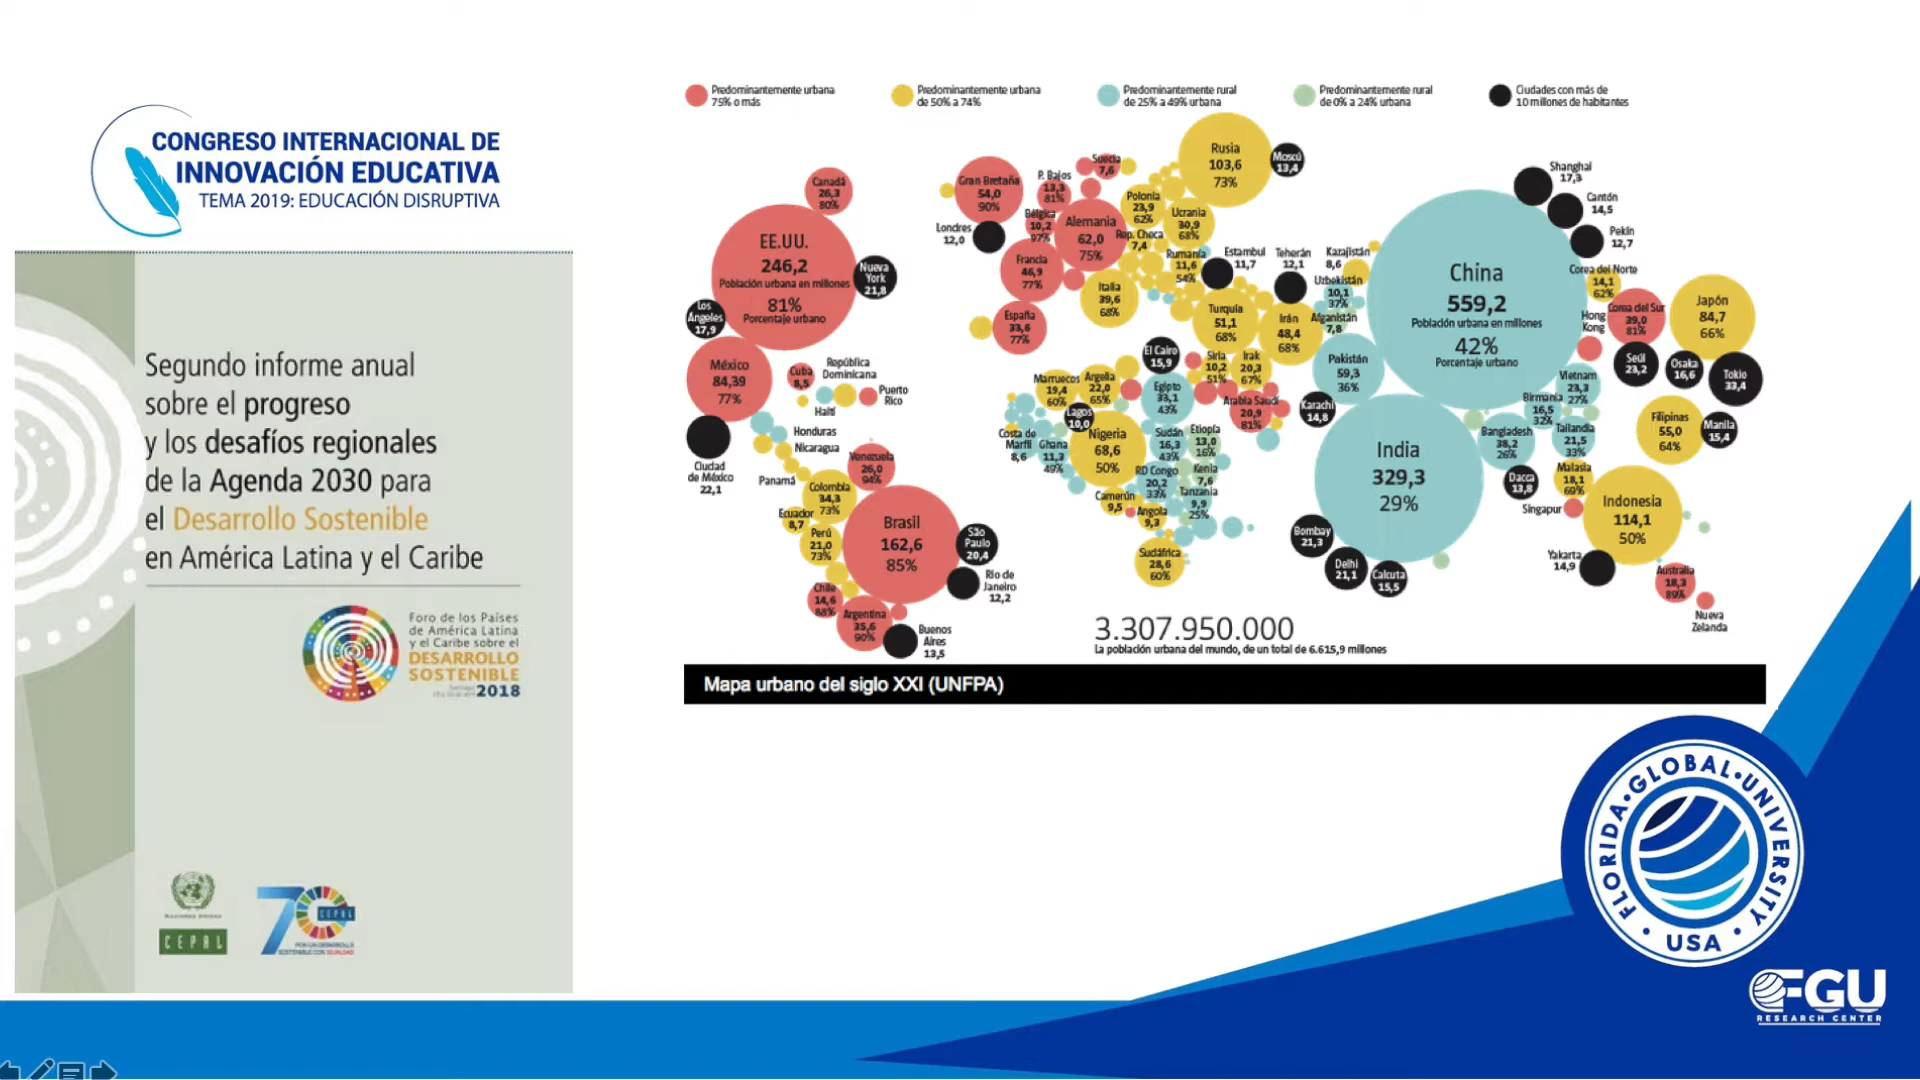 CONGRESO INTERNACIONAL DE
INNOVACIÓN EDUCATIVA
TEMA 2019: EDUCACIÓN DISRUPTIVA
Segundo informe anual
sobre el progreso
y los desafíos regionales
de la Agenda 2030 para
el Desarrollo Sostenible
en América Latina y el Caribe
Foro de los Países
de América Latina
y el Caribe sobre el
DESARROLLO
SOSTENIBLE
2018
NACIONES UNIDAS
CEPAL
70
CEPAL
POR UN DESARROLLO
SOSTENIBLE CON IGUALDAD
Predominantemente urbana
75% o más
Predominantemente urbana
de 50% a 74%
Predominantemente rural
de 25% a 49% urbana
Predominantemente rural
de 0% a 24% urbana
Ciudades con más de
10 millones de habitantes
Canadá
26,3
80%
EE.UU.
246,2
Población urbana en millones
81%
Porcentaje urbano
Nueva
York
21,8
Los
Ángeles
17,9
México
84,39
77%
Ciudad
de México
22,1
Cuba
8,5
República
Dominicana
Haití
Puerto
Rico
Honduras
Nicaragua
Panamá
Venezuela
26,0
94%
Colombia
34,3
73%
Ecuador
8,7
Perú
21,0
73%
Brasil
162,6
85%
São
Paulo
20,4
Río de
Janeiro
12,2
Chile
14,6
88%
Argentina
35,6
90%
Buenos
Aires
13,5
Gran Bretaña
54,0
90%
Londres
12,0
P. Bajos
13,3
81%
Suecia
7,6
Bélgica
10,2
97%
Alemania
62,0
75%
Francia
46,9
77%
España
33,6
77%
Italia
39,6
68%
Polonia
23,9
62%
Rep. Checa
7,4
Ucrania
30,9
68%
Rumanía
11,6
54%
Rusia
103,6
73%
Moscú
13,4
Estambul
11,7
Teherán
12,1
Turquía
51,1
68%
Irán
48,4
68%
Kazajistán
8,6
Uzbekistán
10,1
37%
Afganistán
7,8
Pakistán
59,3
36%
Karachi
14,8
El Cairo
15,9
Siria
10,2
51%
Irak
20,3
67%
Arabia Saudí
20,9
81%
Marruecos
19,4
60%
Argelia
22,0
65%
Egipto
33,1
43%
Lagos
10,0
Nigeria
68,6
50%
Costa de
Marfil
8,6
Ghana
11,3
49%
Sudán
16,3
43%
Etiopía
13,0
16%
RD Congo
20,2
33%
Kenia
7,6
Tanzania
9,9
25%
Camerún
9,5
Angola
9,3
Sudáfrica
28,6
60%
China
559,2
Población urbana en millones
42%
Porcentaje urbano
Shanghai
17,3
Cantón
14,5
Pekín
12,7
Corea del Norte
14,1
62%
Corea del Sur
39,0
81%
Hong
Kong
Seúl
23,2
Japón
84,7
66%
Osaka
16,6
Tokio
33,4
India
329,3
29%
Bombay
21,3
Delhi
21,1
Calcuta
15,5
Bangladesh
38,2
26%
Dacca
13,8
Vietnam
23,3
27%
Birmania
16,5
32%
Tailandia
21,5
33%
Malasia
18,1
69%
Singapur
Filipinas
55,0
64%
Manila
15,4
Indonesia
114,1
50%
Yakarta
14,9
Australia
18,3
89%
Nueva
Zelanda
3.307.950.000
La población urbana del mundo, de un total de 6.615,9 millones
Mapa urbano del siglo XXI (UNFPA)
FLORIDA•GLOBAL•UNIVERSITY
• USA •
FGU
RESEARCH CENTER